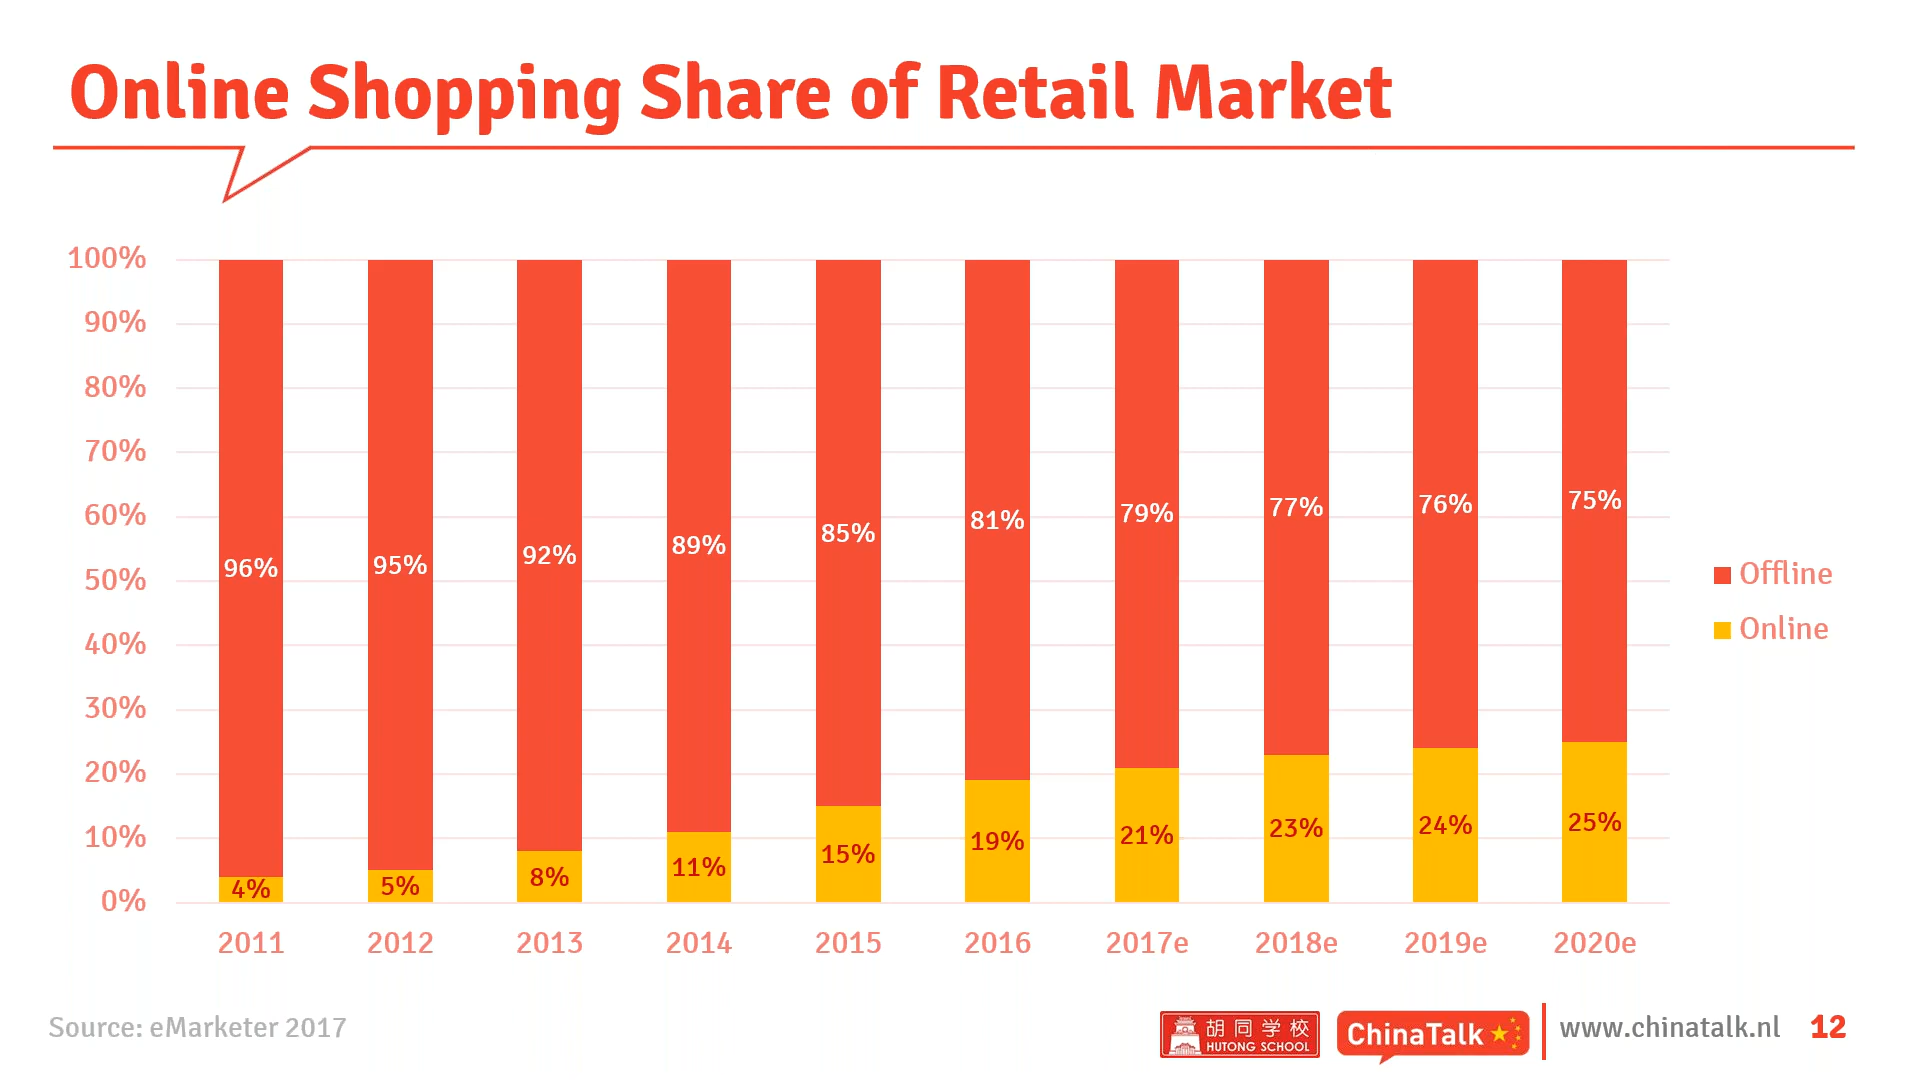 Online Shopping Share of Retail Market
100%
90%
80%
70%
60%
50%
40%
30%
20%
10%
0%
96% 95% 92% 89% 85% 81% 79% 77% 76% 75%
4% 5% 8% 11% 15% 19% 21% 23% 24% 25%
2011 2012 2013 2014 2015 2016 2017e 2018e 2019e 2020e
Offline
Online
Source: eMarketer 2017
胡同学校
HUTONG SCHOOL
ChinaTalk
www.chinatalk.nl 12